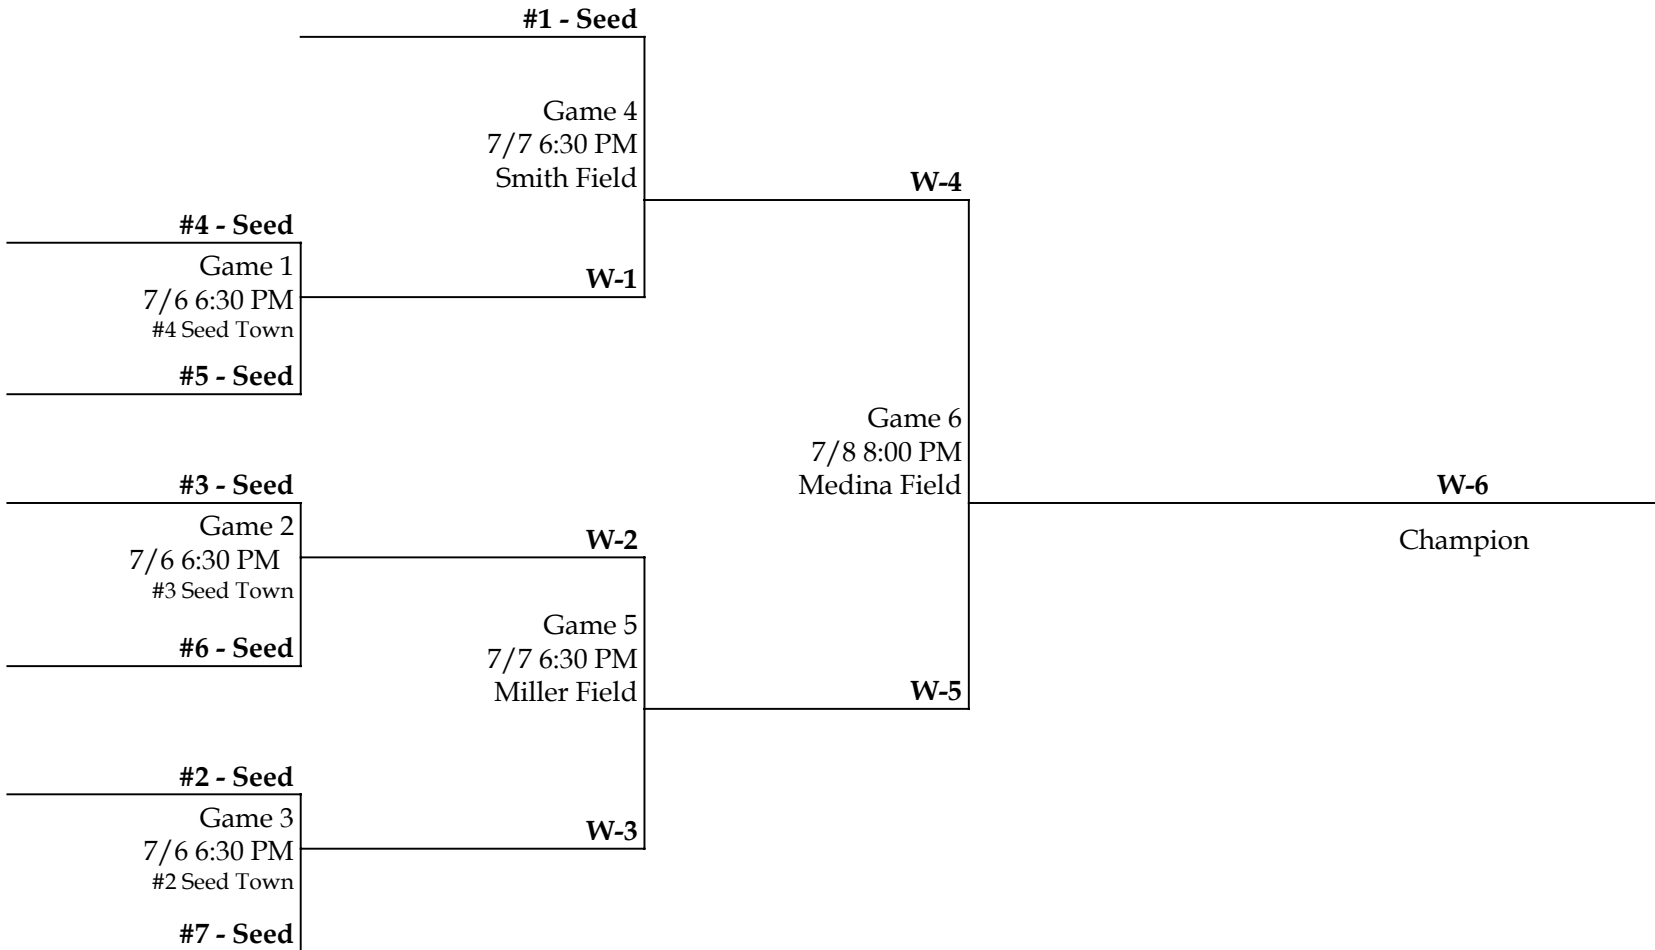 #1 - Seed
Game 4
7/7 6:30 PM
Smith Field
W-4
#4 - Seed
Game 1
7/6 6:30 PM
#4 Seed Town
W-1
#5 - Seed
Game 6
7/8 8:00 PM
Medina Field
#3 - Seed
W-6
Game 2
7/6 6:30 PM
#3 Seed Town
W-2
Champion
#6 - Seed
Game 5
7/7 6:30 PM
Miller Field
W-5
#2 - Seed
Game 3
7/6 6:30 PM
#2 Seed Town
W-3
#7 - Seed